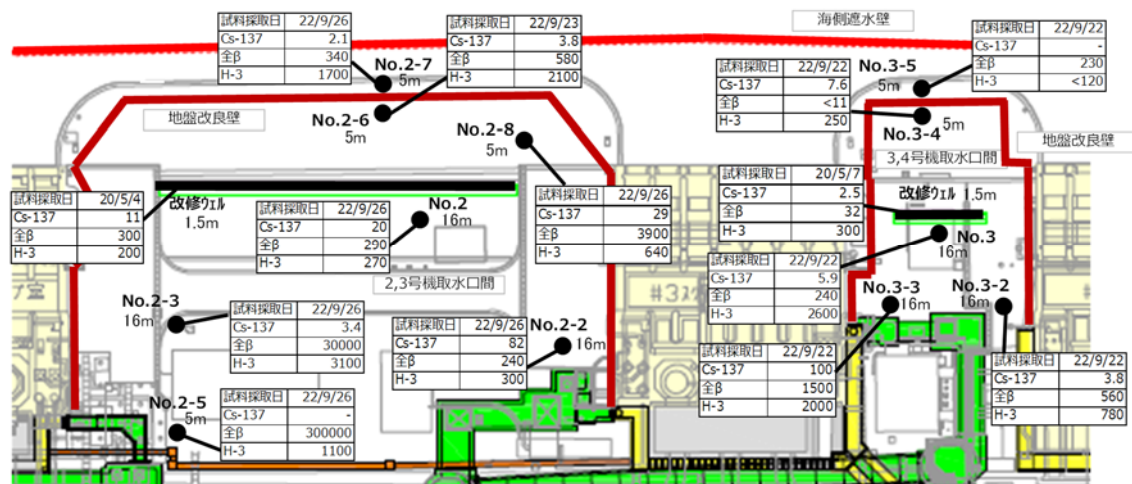 試料採取日 22/9/26
Cs-137 2.1
全β 340
H-3 1700
No.2-7
5m
試料採取日 22/9/23
Cs-137 3.8
全β 580
H-3 2100
海側遮水壁
試料採取日 22/9/22
Cs-137 -
全β 230
H-3 <120
No.3-5
5m
試料採取日 22/9/22
Cs-137 7.6
全β <11
H-3 250
地盤改良壁
No.2-6
5m
No.2-8
5m
No.3-4
5m
地盤改良壁
3,4号機取水口間
試料採取日 20/5/4
Cs-137 11
全β 300
H-3 200
改修ウェル
1.5m
試料採取日 22/9/26
Cs-137 20
全β 290
H-3 270
No.2
16m
試料採取日 22/9/26
Cs-137 29
全β 3900
H-3 640
試料採取日 20/5/7
Cs-137 2.5
全β 32
H-3 300
改修ウェル 1.5m
No.3
16m
2,3号機取水口間
試料採取日 22/9/22
Cs-137 5.9
全β 240
H-3 2600
No.2-3
16m
試料採取日 22/9/26
Cs-137 3.4
全β 30000
H-3 3100
試料採取日 22/9/26
Cs-137 82
全β 240
H-3 300
No.2-2
16m
No.3-3
16m
No.3-2
16m
試料採取日 22/9/22
Cs-137 100
全β 1500
H-3 2000
試料採取日 22/9/22
Cs-137 3.8
全β 560
H-3 780
No.2-5
5m
試料採取日 22/9/26
Cs-137 -
全β 300000
H-3 1100